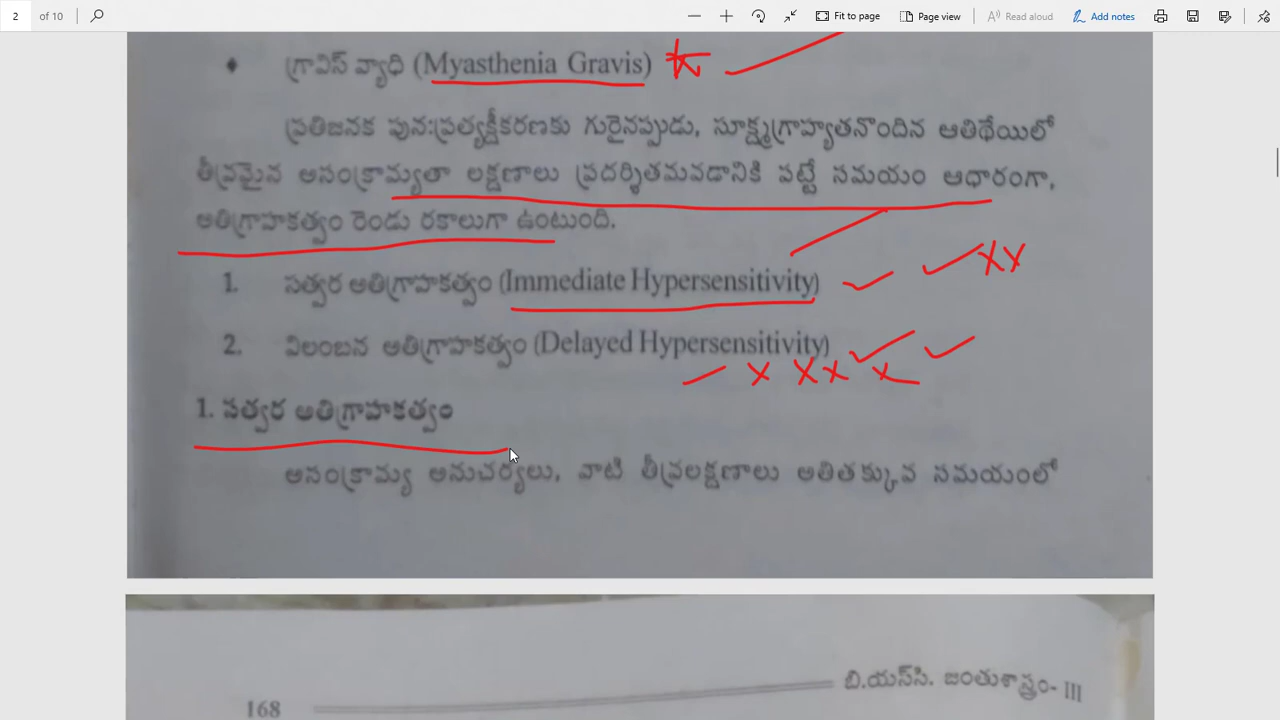 2 of 10 Fit to page Page view Read aloud Add notes
♦ గ్రావిస్ వ్యాధి (Myasthenia Gravis)
ప్రతిజనక పునఃప్రత్యక్షీకరణకు గురైనప్పుడు, సూక్ష్మగ్రాహ్యతనొందిన ఆతిథేయిలో
తీవ్రమైన అసంక్రామ్యతా లక్షణాలు ప్రదర్శితమవడానికి పట్టే సమయం ఆధారంగా,
అతిగ్రాహకత్వం రెండు రకాలుగా ఉంటుంది.
1. సత్వర అతిగ్రాహకత్వం (Immediate Hypersensitivity)
2. విలంబన అతిగ్రాహకత్వం (Delayed Hypersensitivity)
1. సత్వర అతిగ్రాహకత్వం
అసంక్రామ్య అనుచర్యలు, వాటి తీవ్రలక్షణాలు అతితక్కువ సమయంలో
బి.యస్‌సి. జంతుశాస్త్రం- III
168